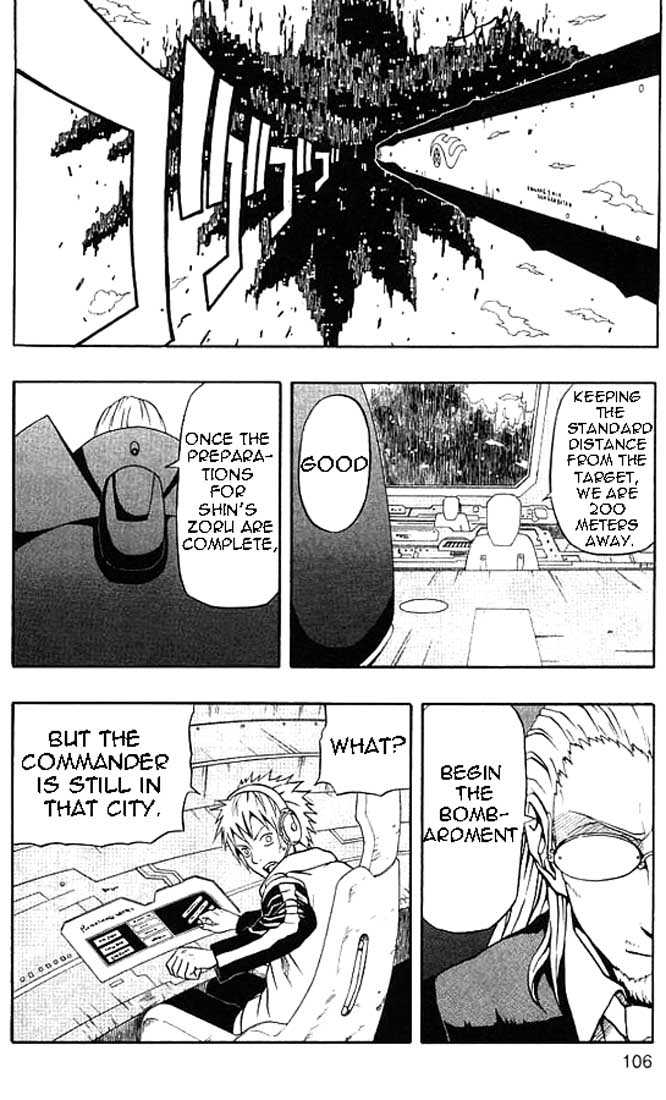 KEEPING
THE
STANDARD
DISTANCE
FROM THE
TARGET,
WE ARE
200
METERS
AWAY.
GOOD
ONCE THE
PREPARA-
TIONS
FOR
SHIN'S
ZORU ARE
COMPLETE,
BEGIN
THE
BOMB-
ARDMENT
WHAT?
BUT THE
COMMANDER
IS STILL IN
THAT CITY.
106